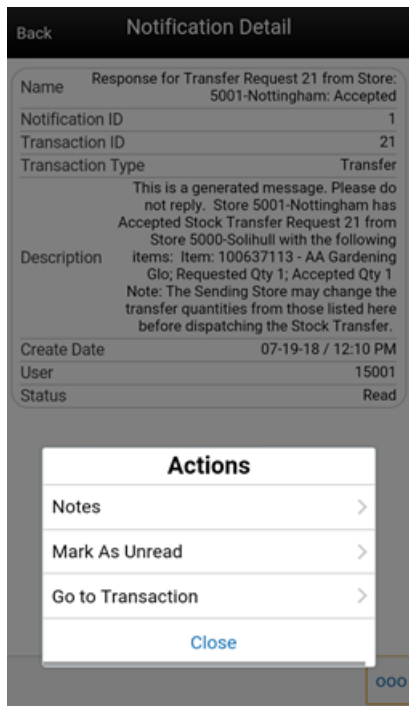 Back
Notification Detail
Name
Response for Transfer Request 21 from Store:
5001-Nottingham: Accepted
Notification ID
1
Transaction ID
21
Transaction Type
Transfer
Description
This is a generated message. Please do
not reply. Store 5001-Nottingham has
Accepted Stock Transfer Request 21 from
Store 5000-Solihull with the following
items: Item: 100637113 - AA Gardening
Glo; Requested Qty 1; Accepted Qty 1
Note: The Sending Store may change the
transfer quantities from those listed here
before dispatching the Stock Transfer.
Create Date
07-19-18 / 12:10 PM
User
15001
Status
Read
Actions
Notes
Mark As Unread
Go to Transaction
Close